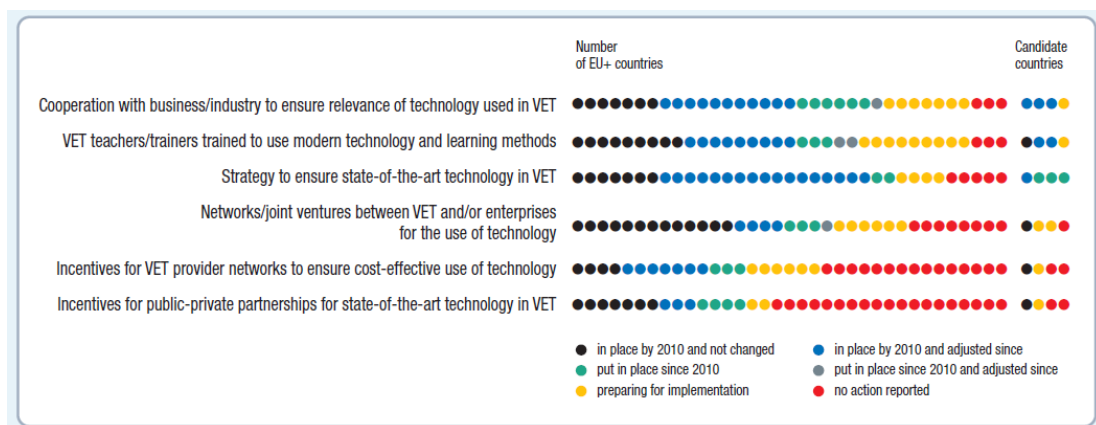 Number
of EU+ countries
Candidate
countries
Cooperation with business/industry to ensure relevance of technology used in VET
VET teachers/trainers trained to use modern technology and learning methods
Strategy to ensure state-of-the-art technology in VET
Networks/joint ventures between VET and/or enterprises
for the use of technology
Incentives for VET provider networks to ensure cost-effective use of technology
Incentives for public-private partnerships for state-of-the-art technology in VET
in place by 2010 and not changed
in place by 2010 and adjusted since
put in place since 2010
put in place since 2010 and adjusted since
preparing for implementation
no action reported